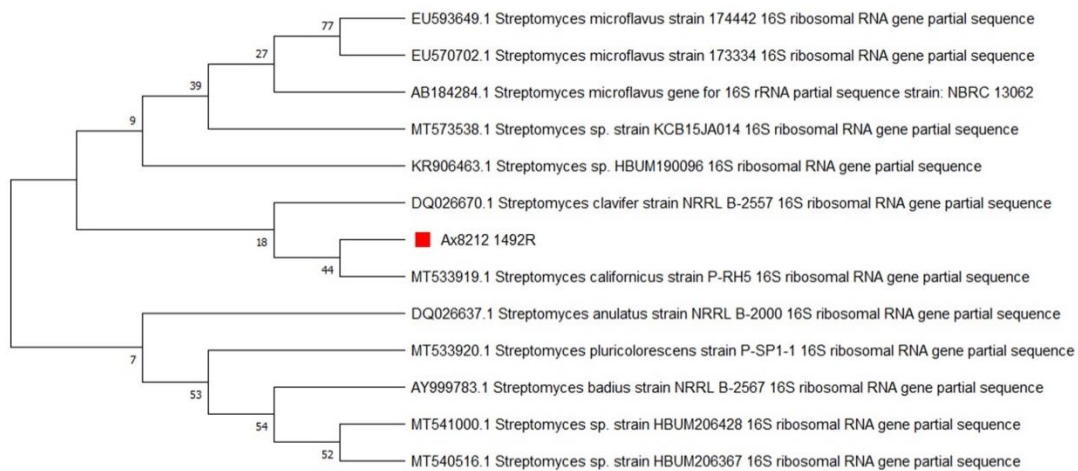 77
EU593649.1 Streptomyces microflavus strain 174442 16S ribosomal RNA gene partial sequence
27
EU570702.1 Streptomyces microflavus strain 173334 16S ribosomal RNA gene partial sequence
39
AB184284.1 Streptomyces microflavus gene for 16S rRNA partial sequence strain: NBRC 13062
9
MT573538.1 Streptomyces sp. strain KCB15JA014 16S ribosomal RNA gene partial sequence
KR906463.1 Streptomyces sp. HBUM190096 16S ribosomal RNA gene partial sequence
DQ026670.1 Streptomyces clavifer strain NRRL B-2557 16S ribosomal RNA gene partial sequence
18
Ax8212 1492R
44
MT533919.1 Streptomyces californicus strain P-RH5 16S ribosomal RNA gene partial sequence
DQ026637.1 Streptomyces anulatus strain NRRL B-2000 16S ribosomal RNA gene partial sequence
7
MT533920.1 Streptomyces pluricolorescens strain P-SP1-1 16S ribosomal RNA gene partial sequence
53
AY999783.1 Streptomyces badius strain NRRL B-2567 16S ribosomal RNA gene partial sequence
54
MT541000.1 Streptomyces sp. strain HBUM206428 16S ribosomal RNA gene partial sequence
52
MT540516.1 Streptomyces sp. strain HBUM206367 16S ribosomal RNA gene partial sequence